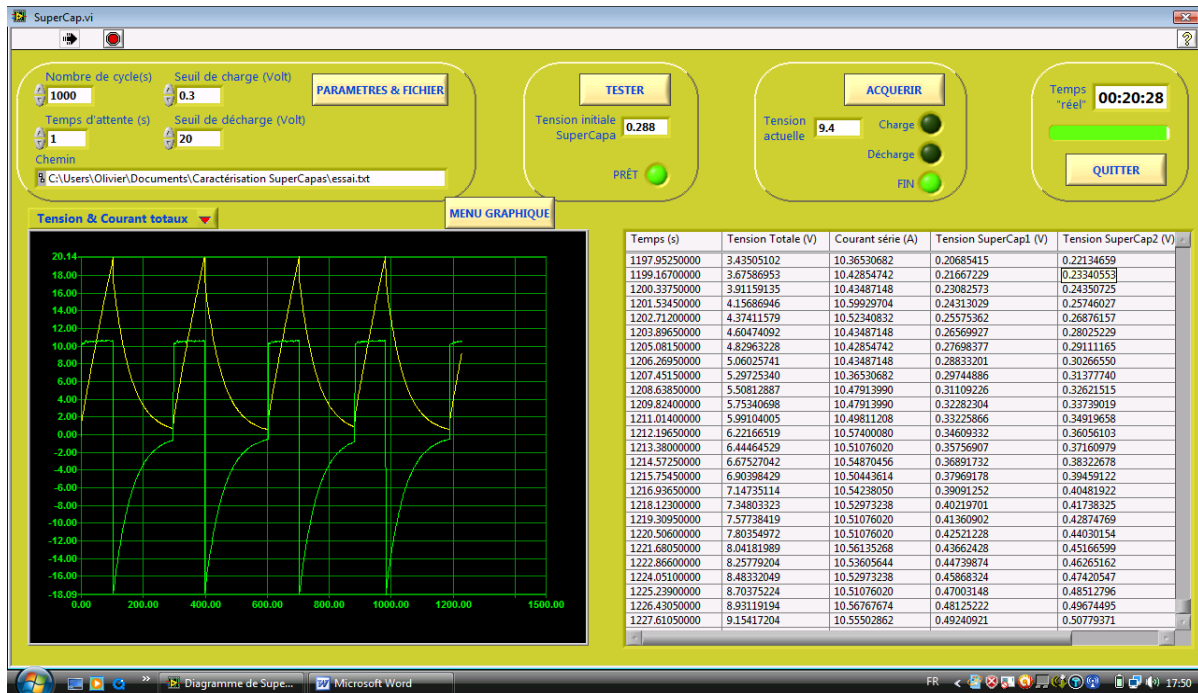 SuperCap.vi
Nombre de cycle(s) Seuil de charge (Volt)
1000 0.3
PARAMETRES & FICHIER
Temps d'attente (s) Seuil de décharge (Volt)
1 20
Chemin
C:\Users\Olivier\Documents\Caractérisation SuperCapas\essai.txt
TESTER
Tension initiale SuperCapa 0.288
PRÊT
ACQUERIR
Tension actuelle 9.4
Charge
Décharge
FIN
Temps "réel" 00:20:28
QUITTER
Tension & Courant totaux
MENU GRAPHIQUE
20.14
18.00
16.00
14.00
12.00
10.00
8.00
6.00
4.00
2.00
0.00
-2.00
-4.00
-6.00
-8.00
-10.00
-12.00
-14.00
-16.00
-18.09
0.00 200.00 400.00 600.00 800.00 1000.00 1200.00 1500.00
Temps (s) Tension Totale (V) Courant série (A) Tension SuperCap1 (V) Tension SuperCap2 (V)
1197.95250000 3.43505102 10.36530682 0.20685415 0.22134659
1199.16700000 3.67586953 10.42854742 0.21667229 0.23340553
1200.33750000 3.91159135 10.43487148 0.23082573 0.24350725
1201.53450000 4.15686946 10.59929704 0.24313029 0.25746027
1202.71200000 4.37411579 10.52340832 0.25575362 0.26876157
1203.89650000 4.60474092 10.43487148 0.26569927 0.28025229
1205.08150000 4.82963228 10.42854742 0.27698377 0.29111165
1206.26950000 5.06025741 10.43487148 0.28833201 0.30266550
1207.45150000 5.29725340 10.36530682 0.29744886 0.31377740
1208.63850000 5.50812887 10.47913990 0.31109226 0.32621515
1209.82400000 5.75340698 10.47913990 0.32282304 0.33739019
1211.01400000 5.99104005 10.49811208 0.33225866 0.34919658
1212.19650000 6.22166519 10.57400080 0.34609332 0.36056103
1213.38000000 6.44464529 10.51076020 0.35756907 0.37160979
1214.57250000 6.67527042 10.54870456 0.36891732 0.38322678
1215.75450000 6.90398429 10.50443614 0.37969178 0.39459122
1216.93650000 7.14735114 10.54238050 0.39091252 0.40481922
1218.12300000 7.34803323 10.52973238 0.40219701 0.41738325
1219.30950000 7.57738419 10.51076020 0.41360902 0.42874769
1220.50600000 7.80354972 10.51076020 0.42521228 0.44030154
1221.68050000 8.04181989 10.56135268 0.43662428 0.45166599
1222.86600000 8.25779204 10.53605644 0.44739874 0.46265162
1224.05100000 8.48332049 10.52973238 0.45868324 0.47420547
1225.23900000 8.70375224 10.51076020 0.47003148 0.48512796
1226.43050000 8.93119194 10.56767674 0.48125222 0.49674495
1227.61050000 9.15417204 10.55502862 0.49240921 0.50779371
Diagramme de Supe... Microsoft Word FR 17:50